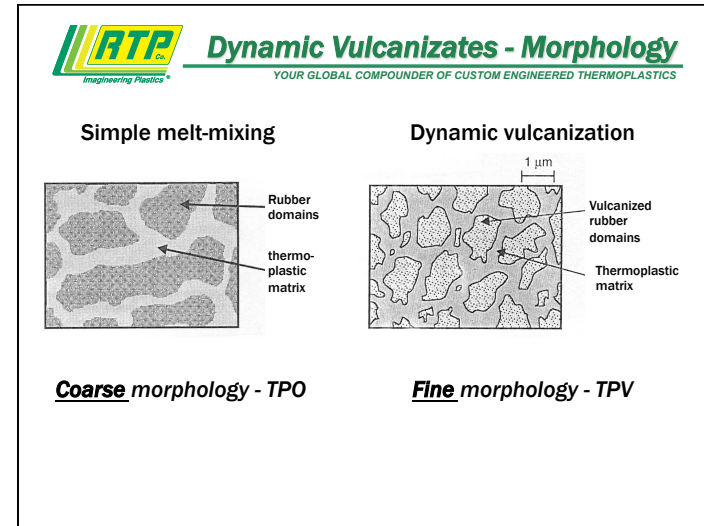 RTP
Co.
Imagineering Plastics ®
Dynamic Vulcanizates - Morphology
YOUR GLOBAL COMPOUNDER OF CUSTOM ENGINEERED THERMOPLASTICS
Simple melt-mixing
Rubber
domains
thermo-
plastic
matrix
Coarse morphology - TPO
Dynamic vulcanization
1 μm
Vulcanized
rubber
domains
Thermoplastic
matrix
Fine morphology - TPV